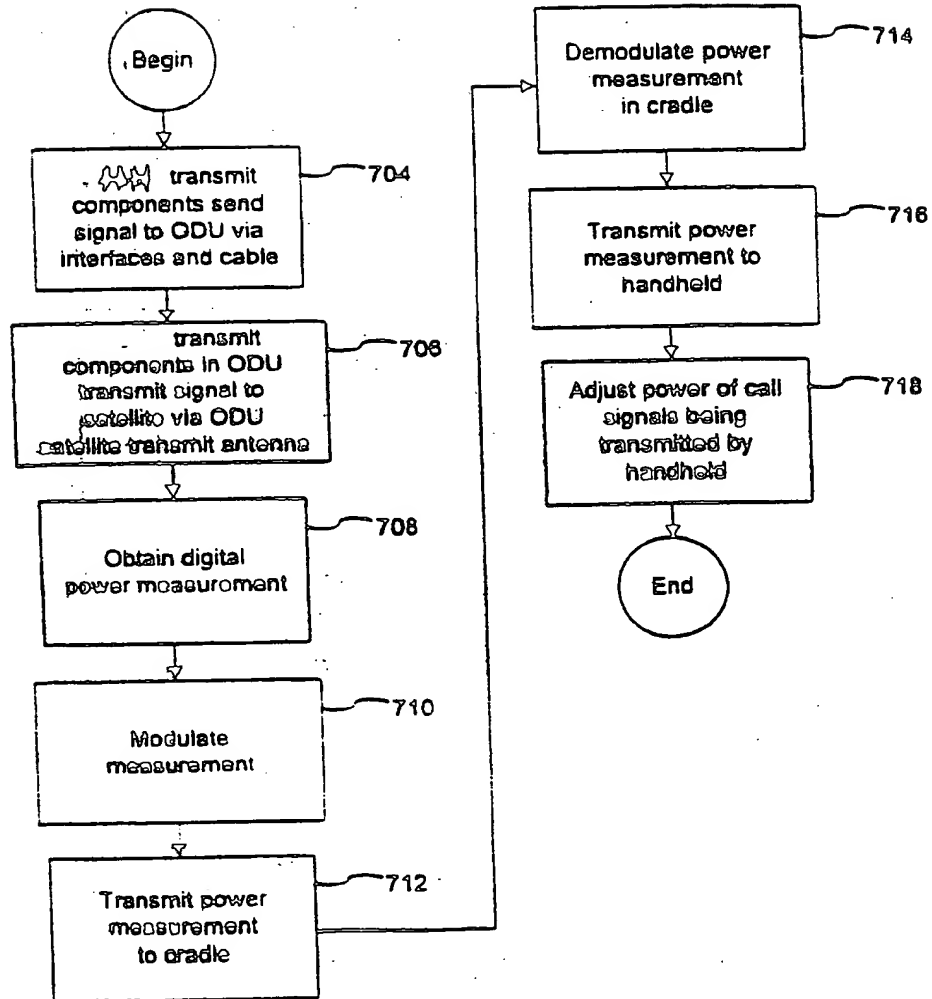 Begin
transmit
components send
signal to ODU via
interfaces and cable
704
transmit
components in ODU
transmit signal to
satellite via ODU
satellite transmit antenna
706
Obtain digital
power measurement
708
Modulate
measurement
710
Transmit power
measurement
to cradle
712
Demodulate power
measurement
in cradle
714
Transmit power
measurement to
handheld
716
Adjust power of call
signals being
transmitted by
handheld
718
End